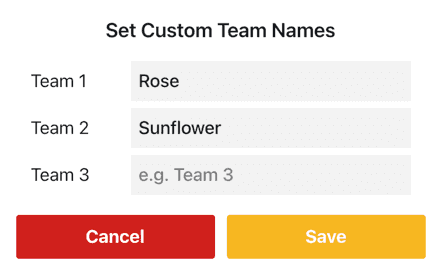 Set Custom Team Names
Team 1 Rose
Team 2 Sunflower
Team 3 e.g. Team 3
Cancel Save